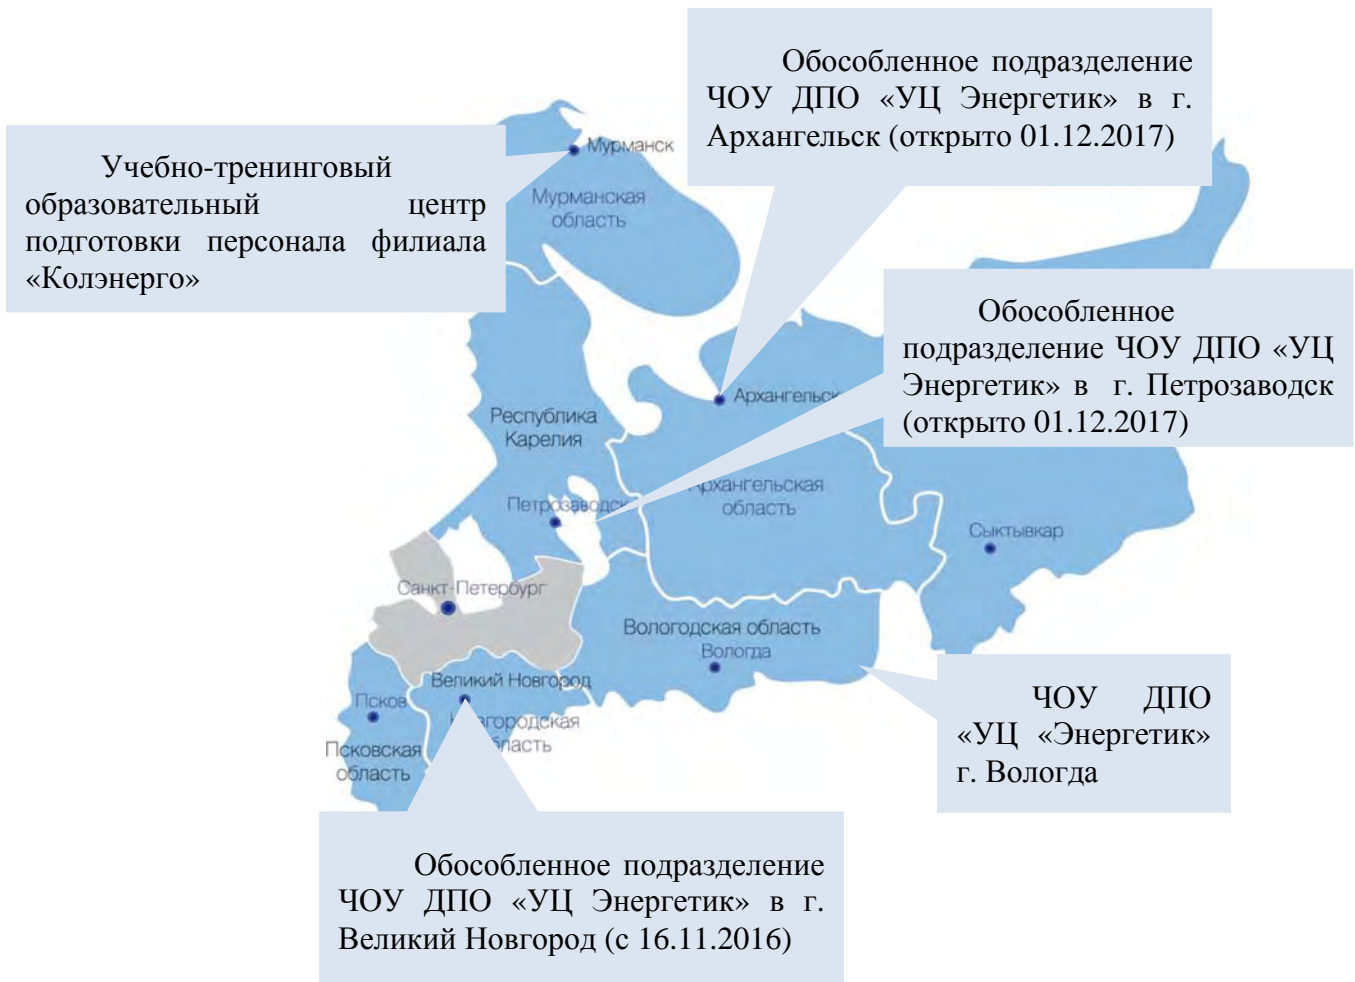 Обособленное подразделение
ЧОУ ДПО «УЦ Энергетик» в г.
Архангельск (открыто 01.12.2017)
Учебно-тренинговый
образовательный центр
подготовки персонала филиала
«Колэнерго»
Мурманск
Мурманская
область
Обособленное
подразделение ЧОУ ДПО «УЦ
Энергетик» в г. Петрозаводск
(открыто 01.12.2017)
Архангельск
Республика
Карелия
Архангельская
область
Петрозаводск
Сыктывкар
Санкт-Петербург
Вологодская область
Вологда
Великий Новгород
Псков
Новгородская
область
Псковская
область
ЧОУ ДПО
«УЦ «Энергетик»
г. Вологда
Обособленное подразделение
ЧОУ ДПО «УЦ Энергетик» в г.
Великий Новгород (с 16.11.2016)